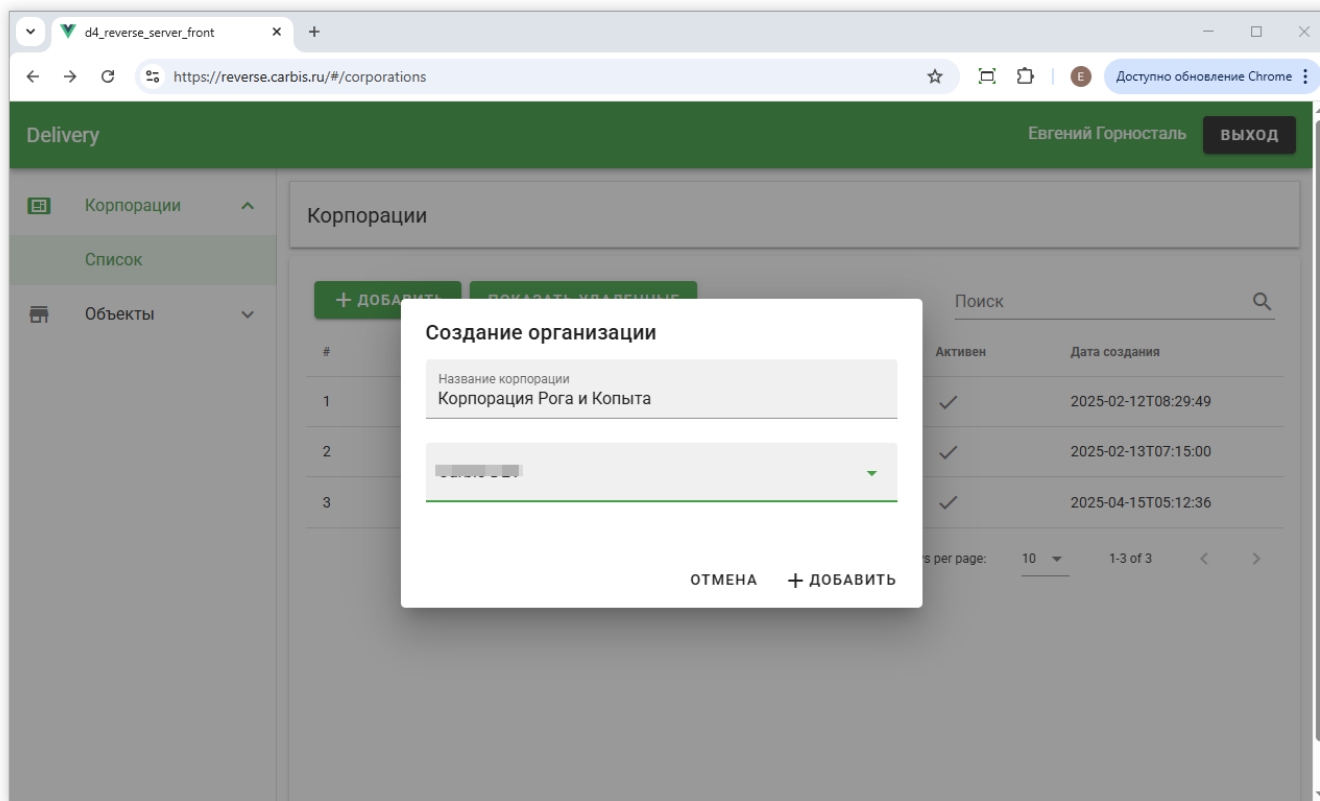 d4_reverse_server_front
https://reverse.carbis.ru/#/corporations
E
Доступно обновление Chrome
Delivery
Евгений Горносталь
ВЫХОД
Корпорации
Список
Объекты
Корпорации
ДОБАВИТЬ
ПОКАЗАТЬ УДАЛЕННЫЕ
Поиск
# Активен Дата создания
1 2025-02-12T08:29:49
2 2025-02-13T07:15:00
3 2025-04-15T05:12:36
per page: 10 1-3 of 3
Создание организации
Название корпорации
Корпорация Рога и Копыта
ОТМЕНА
ДОБАВИТЬ